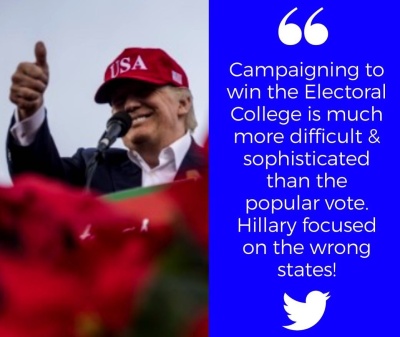 USA
Campaigning to
win the Electoral
College is much
more difficult &
sophisticated
than the
popular vote.
Hillary focused
on the wrong
states!